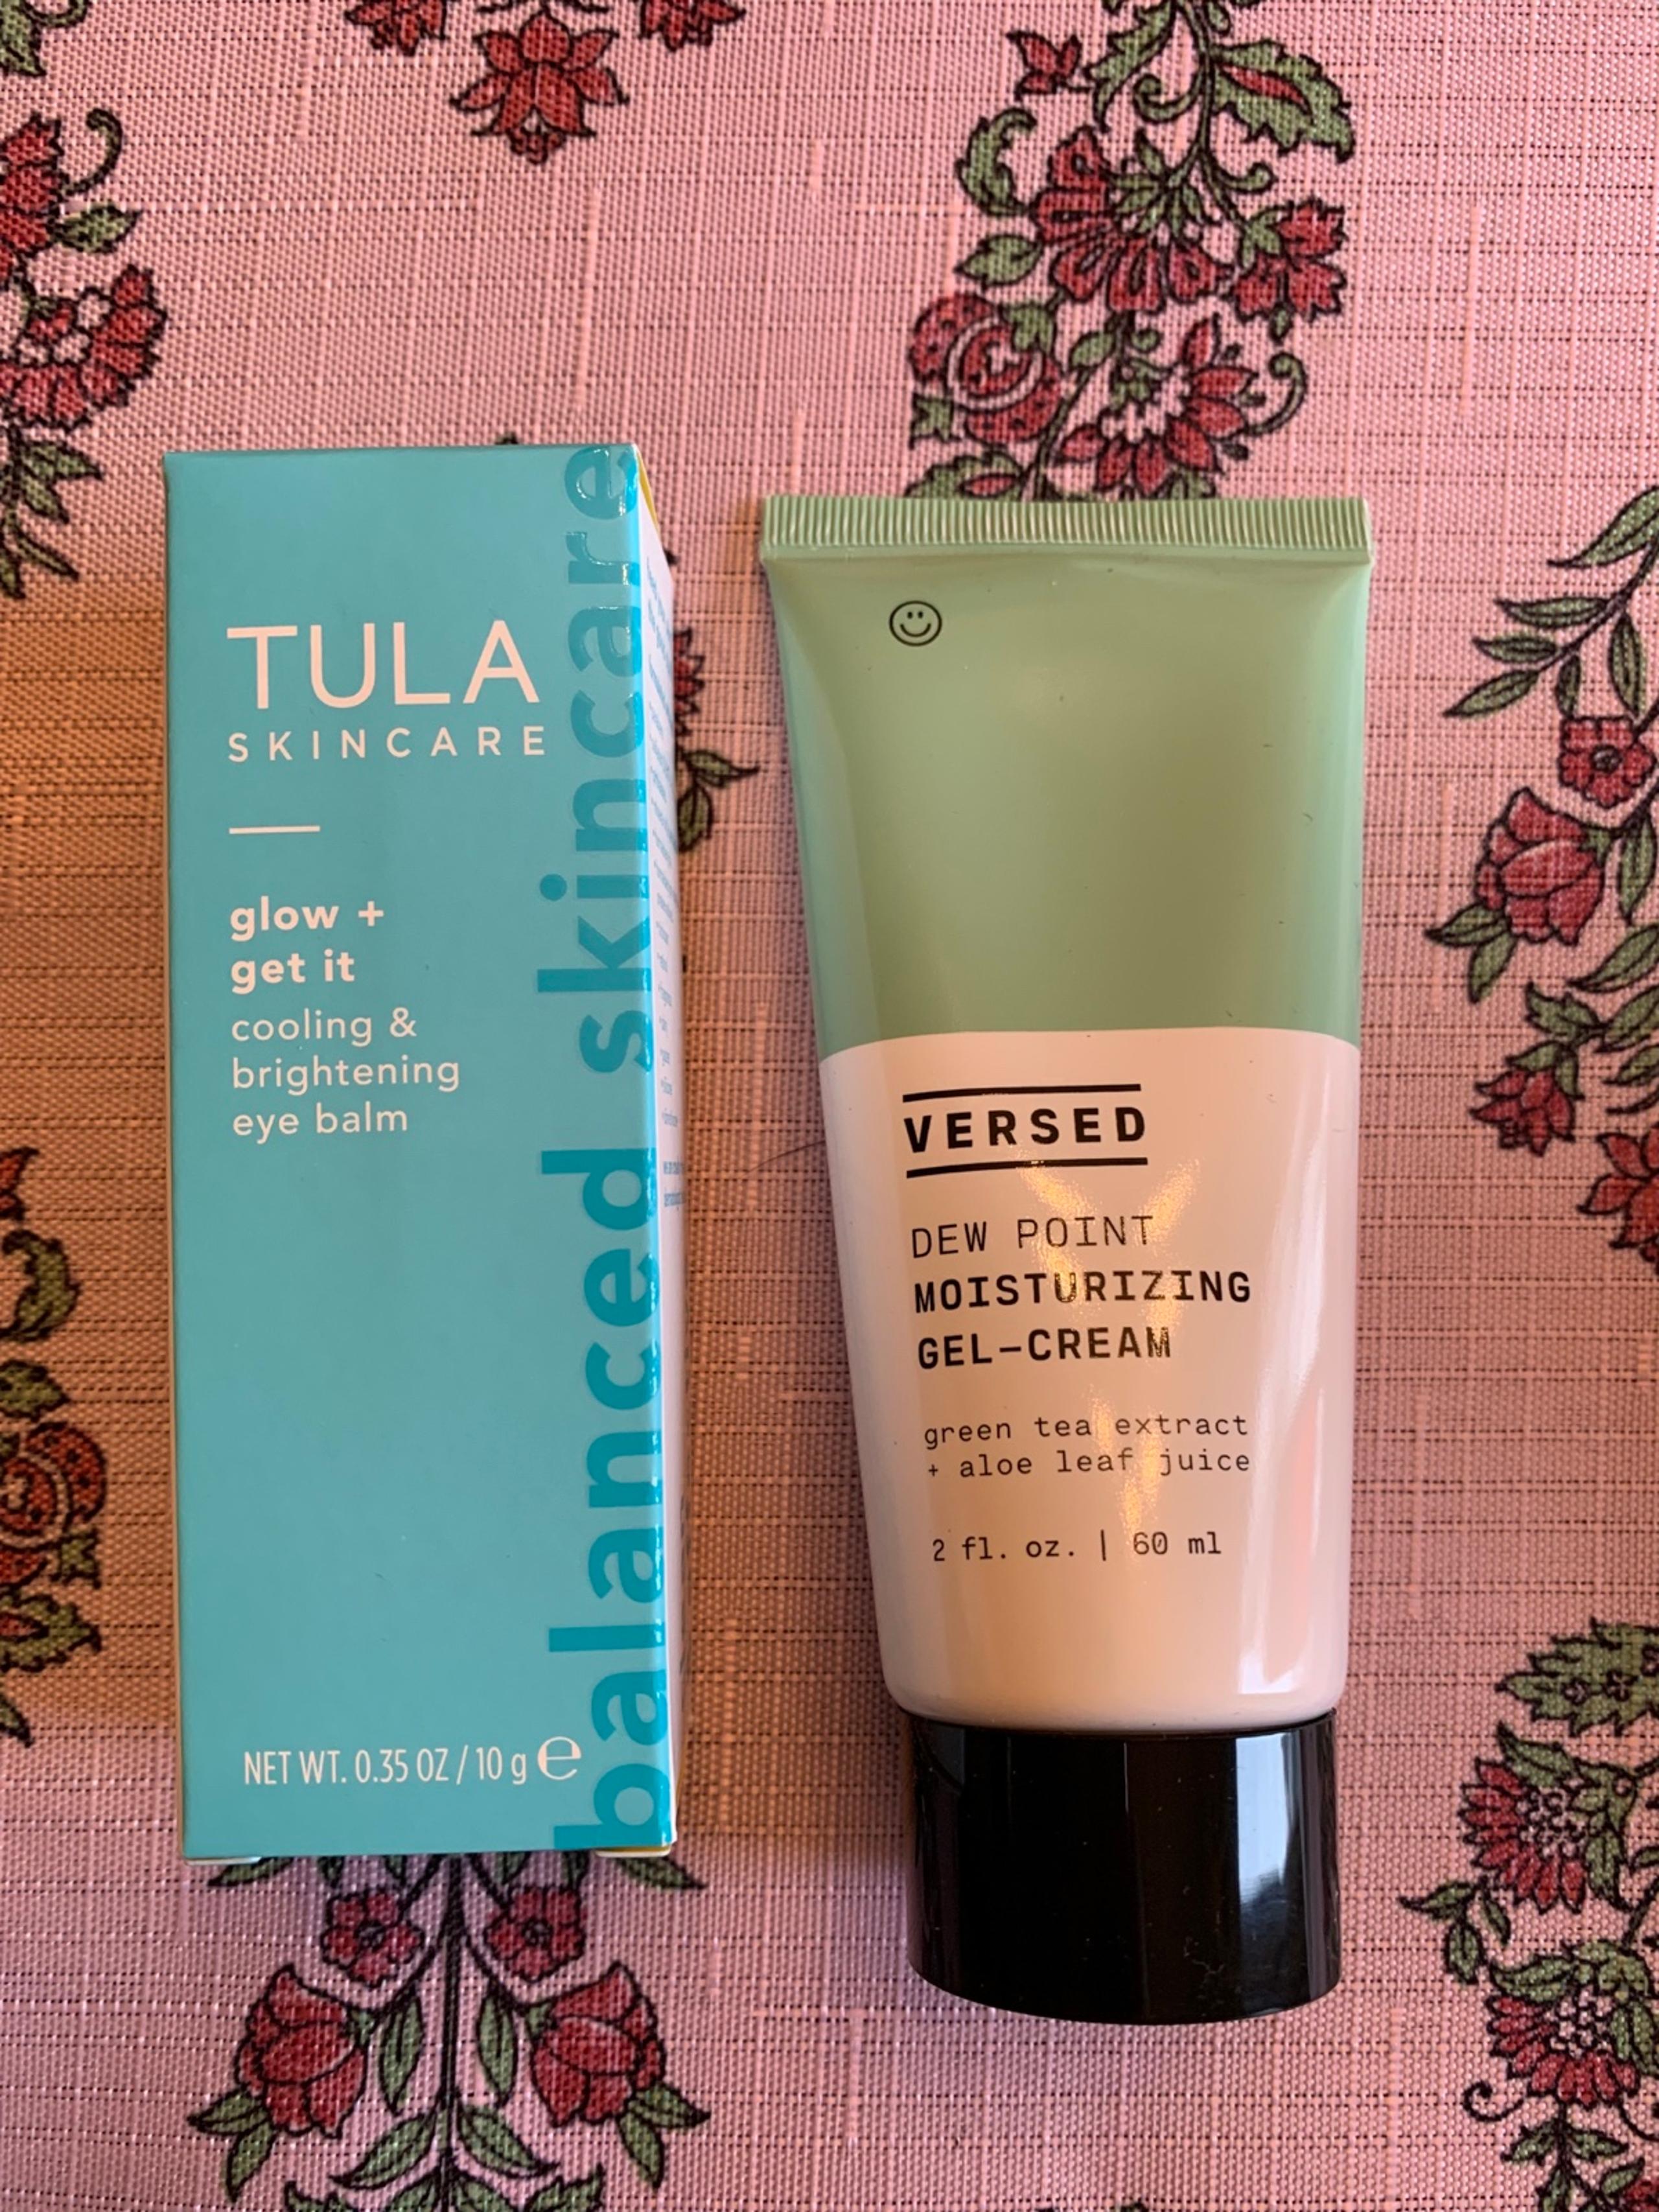 TULA
SKINCARE
glow +
get it
cooling &
brightening
eye balm
NET WT. 0.35 OZ / 10 g ℮
balanced skincare
VERSED
DEW POINT
MOISTURIZING
GEL-CREAM
green tea extract
+ aloe leaf juice
2 fl. oz. | 60 ml